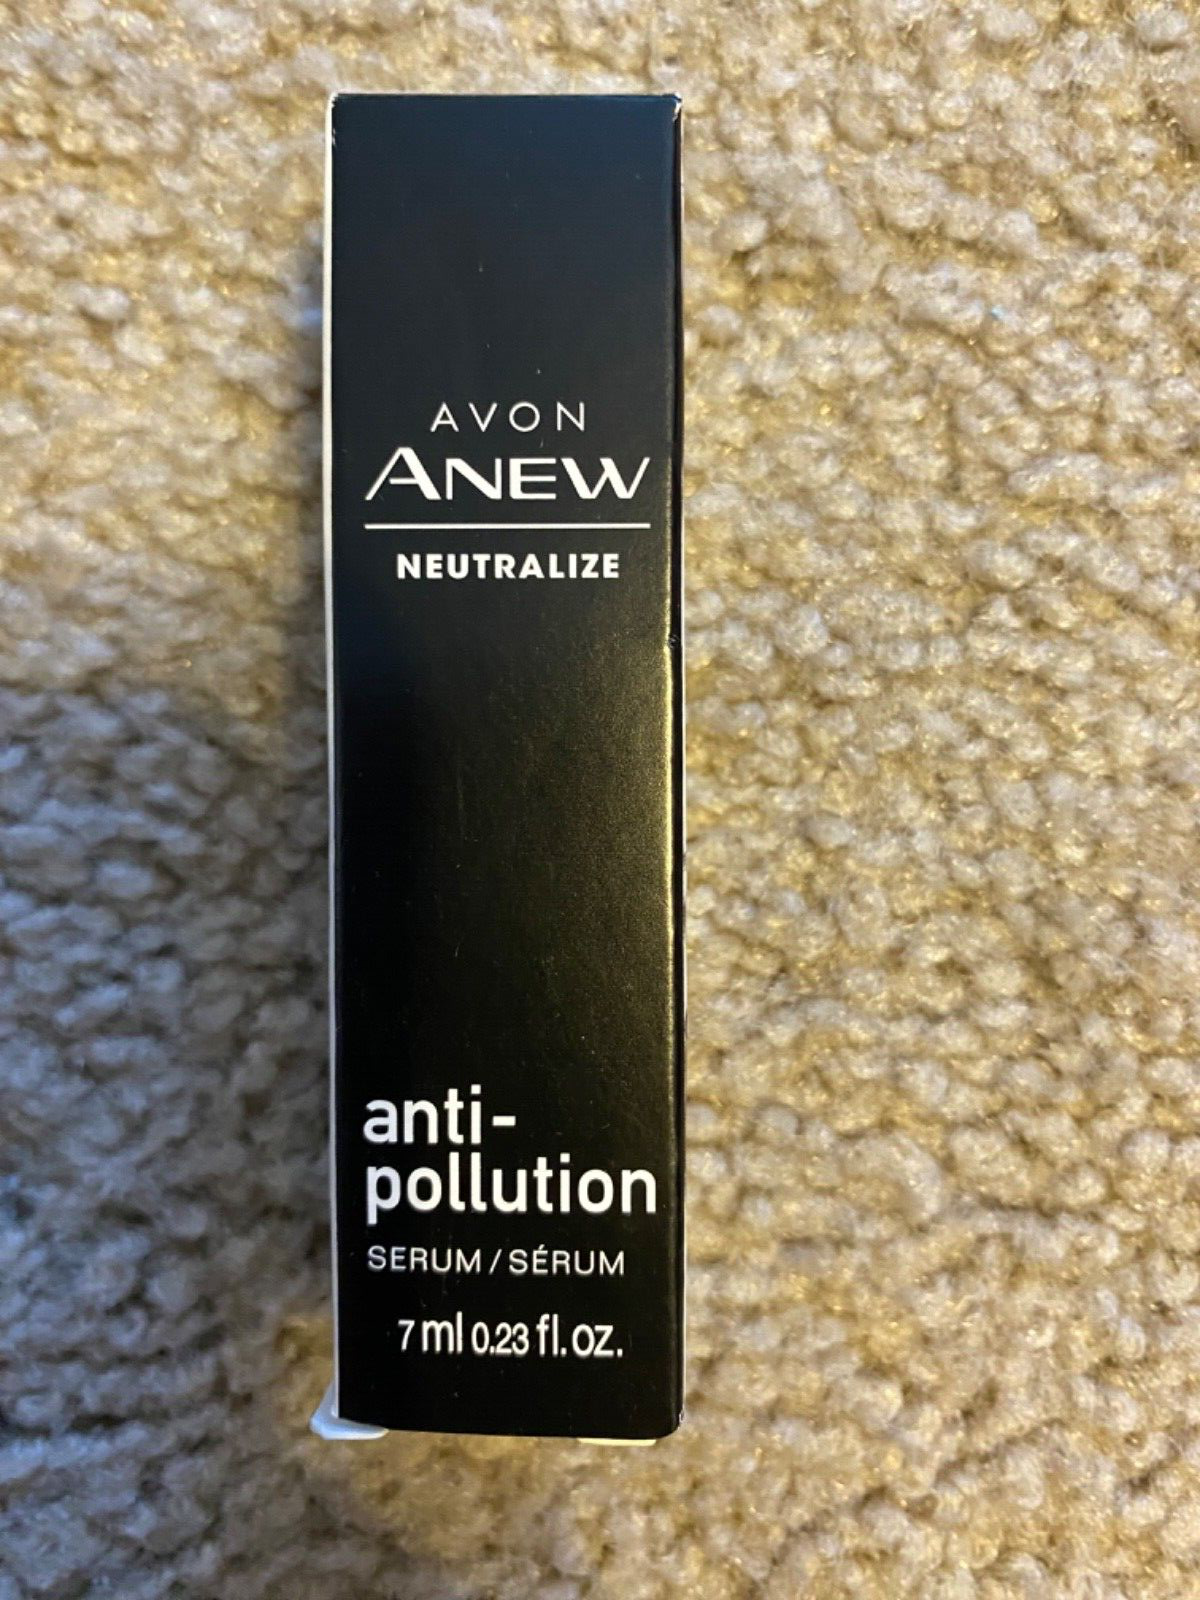 AVON
ANEW
NEUTRALIZE
anti-
pollution
SERUM / SÉRUM
7 ml 0.23 fl. oz.